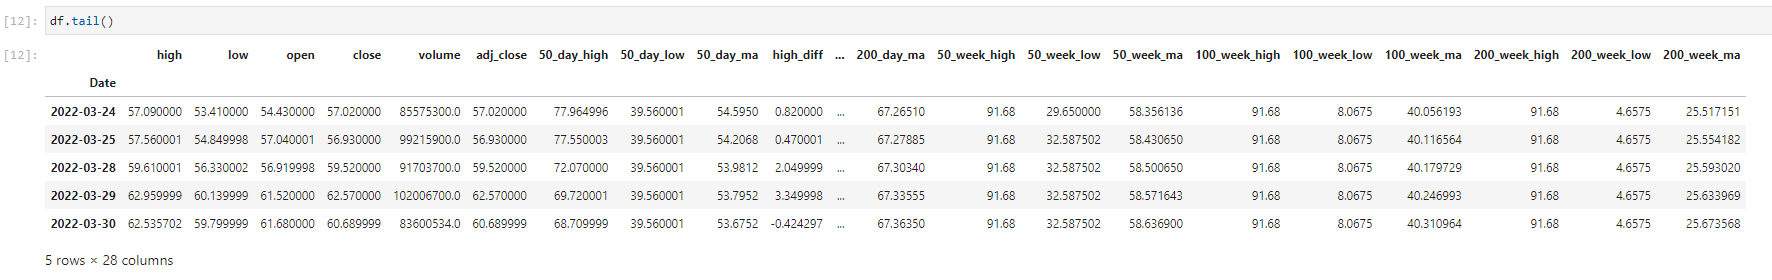 [12]: df.tail()
[12]: high low open close volume adj_close 50_day_high 50_day_low 50_day_ma high_diff ... 200_day_ma 50_week_high 50_week_low 50_week_ma 100_week_high 100_week_low 100_week_ma 200_week_high 200_week_low 200_week_ma
Date
2022-03-24 57.090000 53.410000 54.430000 57.020000 85575300.0 57.020000 77.964996 39.560001 54.5950 0.820000 ... 67.26510 91.68 29.650000 58.356136 91.68 8.0675 40.056193 91.68 4.6575 25.517151
2022-03-25 57.560001 54.849998 57.040001 56.930000 99215900.0 56.930000 77.550003 39.560001 54.2068 0.470001 ... 67.27885 91.68 32.587502 58.430650 91.68 8.0675 40.116564 91.68 4.6575 25.554182
2022-03-28 59.610001 56.330002 56.919998 59.520000 91703700.0 59.520000 72.070000 39.560001 53.9812 2.049999 ... 67.30340 91.68 32.587502 58.500650 91.68 8.0675 40.179729 91.68 4.6575 25.593020
2022-03-29 62.959999 60.139999 61.520000 62.570000 102006700.0 62.570000 69.720001 39.560001 53.7952 3.349998 ... 67.33555 91.68 32.587502 58.571643 91.68 8.0675 40.246993 91.68 4.6575 25.633969
2022-03-30 62.535702 59.799999 61.680000 60.689999 83600534.0 60.689999 68.709999 39.560001 53.6752 -0.424297 ... 67.36350 91.68 32.587502 58.636900 91.68 8.0675 40.310964 91.68 4.6575 25.673568
5 rows × 28 columns